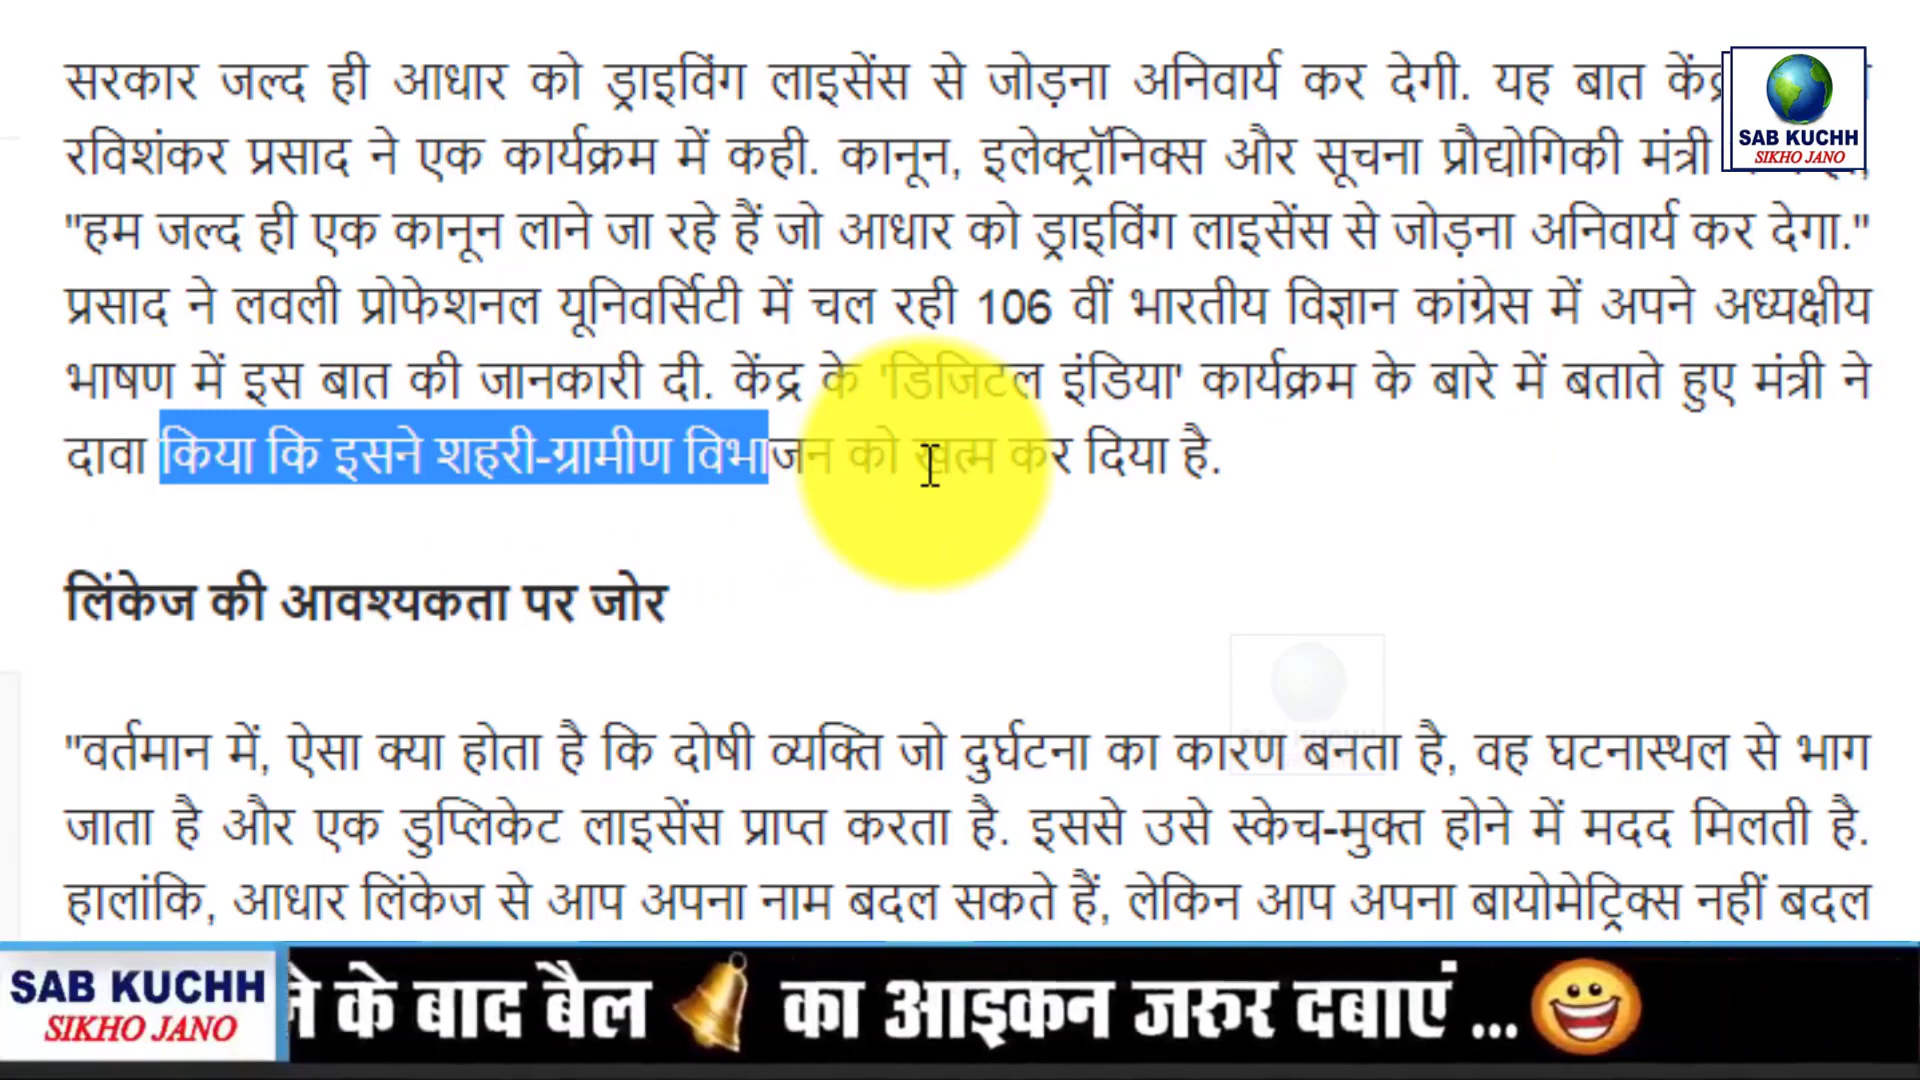 सरकार जल्द ही आधार को ड्राइविंग लाइसेंस से जोड़ना अनिवार्य कर देगी. यह बात
रविशंकर प्रसाद ने एक कार्यक्रम में कही. कानून, इलेक्ट्रॉनिक्स और सूचना प्रौद्योगिकी मंत्री
"हम जल्द ही एक कानून लाने जा रहे हैं जो आधार को ड्राइविंग लाइसेंस से जोड़ना अनिवार्य कर देगा."
प्रसाद ने लवली प्रोफेशनल यूनिवर्सिटी में चल रही 106 वीं भारतीय विज्ञान कांग्रेस में अपने अध्यक्षीय
भाषण में इस बात की जानकारी दी. केंद्र के 'डिजिटल इंडिया' कार्यक्रम के बारे में बताते हुए मंत्री ने
दावा किया कि इसने शहरी-ग्रामीण विभाजन को खत्म कर दिया है.
SAB KUCHH
SIKHO JANO
लिंकेज की आवश्यकता पर जोर
"वर्तमान में, ऐसा क्या होता है कि दोषी व्यक्ति जो दुर्घटना का कारण बनता है, वह घटनास्थल से भाग
जाता है और एक डुप्लिकेट लाइसेंस प्राप्त करता है. इससे उसे स्केच-मुक्त होने में मदद मिलती है.
हालांकि, आधार लिंकेज से आप अपना नाम बदल सकते हैं, लेकिन आप अपना बायोमेट्रिक्स नहीं बदल
SAB KUCHH
SIKHO JANO
के बाद बैल का आइकन जरुर दबाएं ...